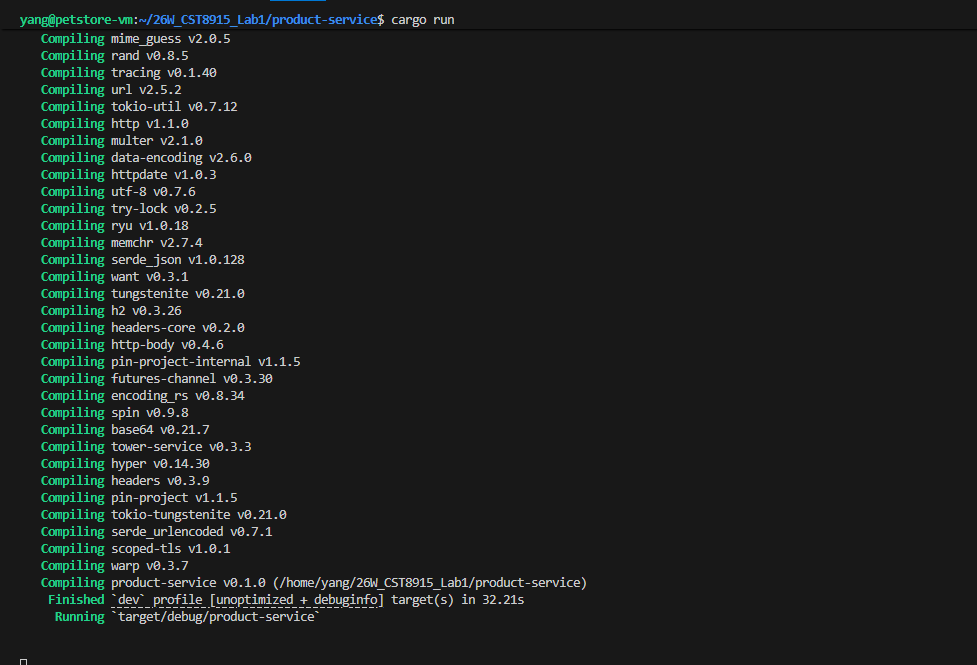 yang@petstore-vm:~/26W_CST8915_Lab1/product-service$ cargo run
Compiling mime_guess v2.0.5
Compiling rand v0.8.5
Compiling tracing v0.1.40
Compiling url v2.5.2
Compiling tokio-util v0.7.12
Compiling http v1.1.0
Compiling multer v2.1.0
Compiling data-encoding v2.6.0
Compiling httpdate v1.0.3
Compiling utf-8 v0.7.6
Compiling try-lock v0.2.5
Compiling ryu v1.0.18
Compiling memchr v2.7.4
Compiling serde_json v1.0.128
Compiling want v0.3.1
Compiling tungstenite v0.21.0
Compiling h2 v0.3.26
Compiling headers-core v0.2.0
Compiling http-body v0.4.6
Compiling pin-project-internal v1.1.5
Compiling futures-channel v0.3.30
Compiling encoding_rs v0.8.34
Compiling spin v0.9.8
Compiling base64 v0.21.7
Compiling tower-service v0.3.3
Compiling hyper v0.14.30
Compiling headers v0.3.9
Compiling pin-project v1.1.5
Compiling tokio-tungstenite v0.21.0
Compiling serde_urlencoded v0.7.1
Compiling scoped-tls v1.0.1
Compiling warp v0.3.7
Compiling product-service v0.1.0 (/home/yang/26W_CST8915_Lab1/product-service)
Finished `dev` profile [unoptimized + debuginfo] target(s) in 32.21s
Running `target/debug/product-service`